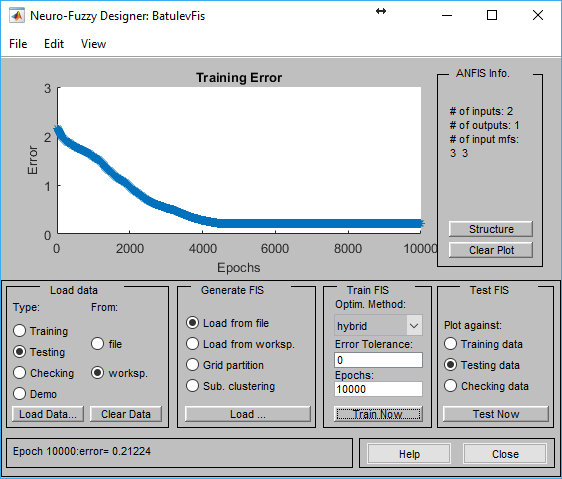 Neuro-Fuzzy Designer: BatulevFis
File Edit View
Training Error
3
2
1
0
Error
0 2000 4000 6000 8000 10000
Epochs
ANFIS Info.
# of inputs: 2
# of outputs: 1
# of input mfs:
3 3
Structure
Clear Plot
Load data
Type: From:
Training
Testing
Checking
Demo
file
worksp.
Load Data... Clear Data
Generate FIS
Load from file
Load from worksp.
Grid partition
Sub. clustering
Load ...
Train FIS
Optim. Method:
hybrid
Error Tolerance:
0
Epochs:
10000
Train Now
Test FIS
Plot against:
Training data
Testing data
Checking data
Test Now
Epoch 10000:error= 0.21224
Help Close